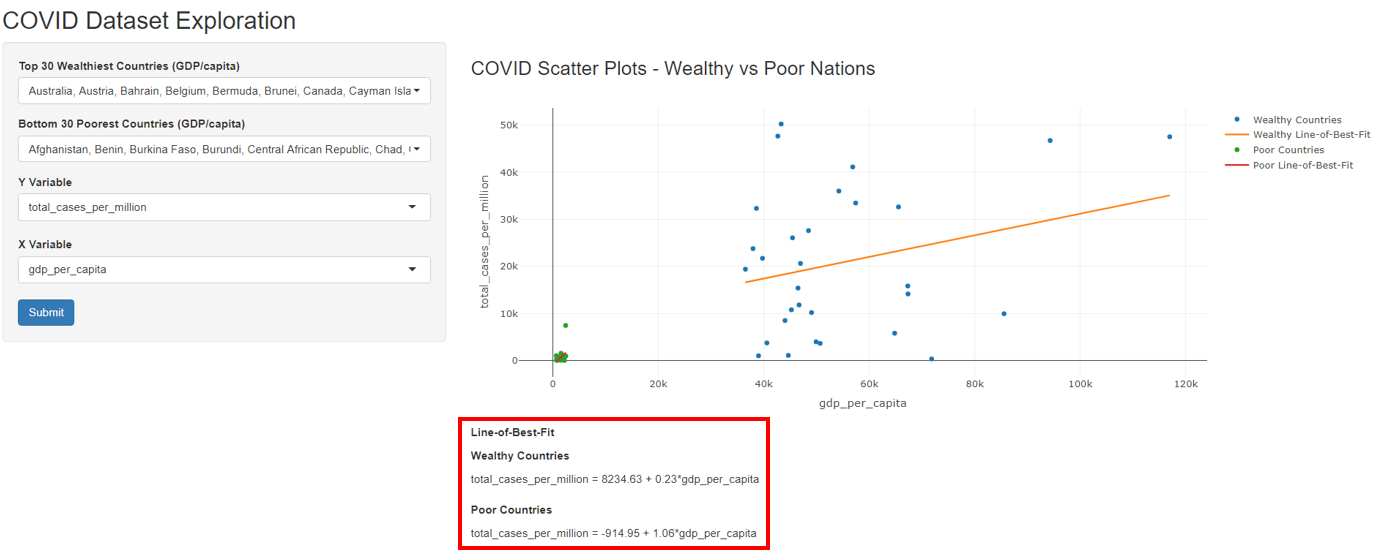 COVID Dataset Exploration
Top 30 Wealthiest Countries (GDP/capita)
Australia, Austria, Bahrain, Belgium, Bermuda, Brunei, Canada, Cayman Isla
Bottom 30 Poorest Countries (GDP/capita)
Afghanistan, Benin, Burkina Faso, Burundi, Central African Republic, Chad,
Y Variable
total_cases_per_million
X Variable
gdp_per_capita
Submit
COVID Scatter Plots - Wealthy vs Poor Nations
50k
40k
30k
20k
10k
0
total_cases_per_million
0 20k 40k 60k 80k 100k 120k
gdp_per_capita
Wealthy Countries
Wealthy Line-of-Best-Fit
Poor Countries
Poor Line-of-Best-Fit
Line-of-Best-Fit
Wealthy Countries
total_cases_per_million = 8234.63 + 0.23*gdp_per_capita
Poor Countries
total_cases_per_million = -914.95 + 1.06*gdp_per_capita